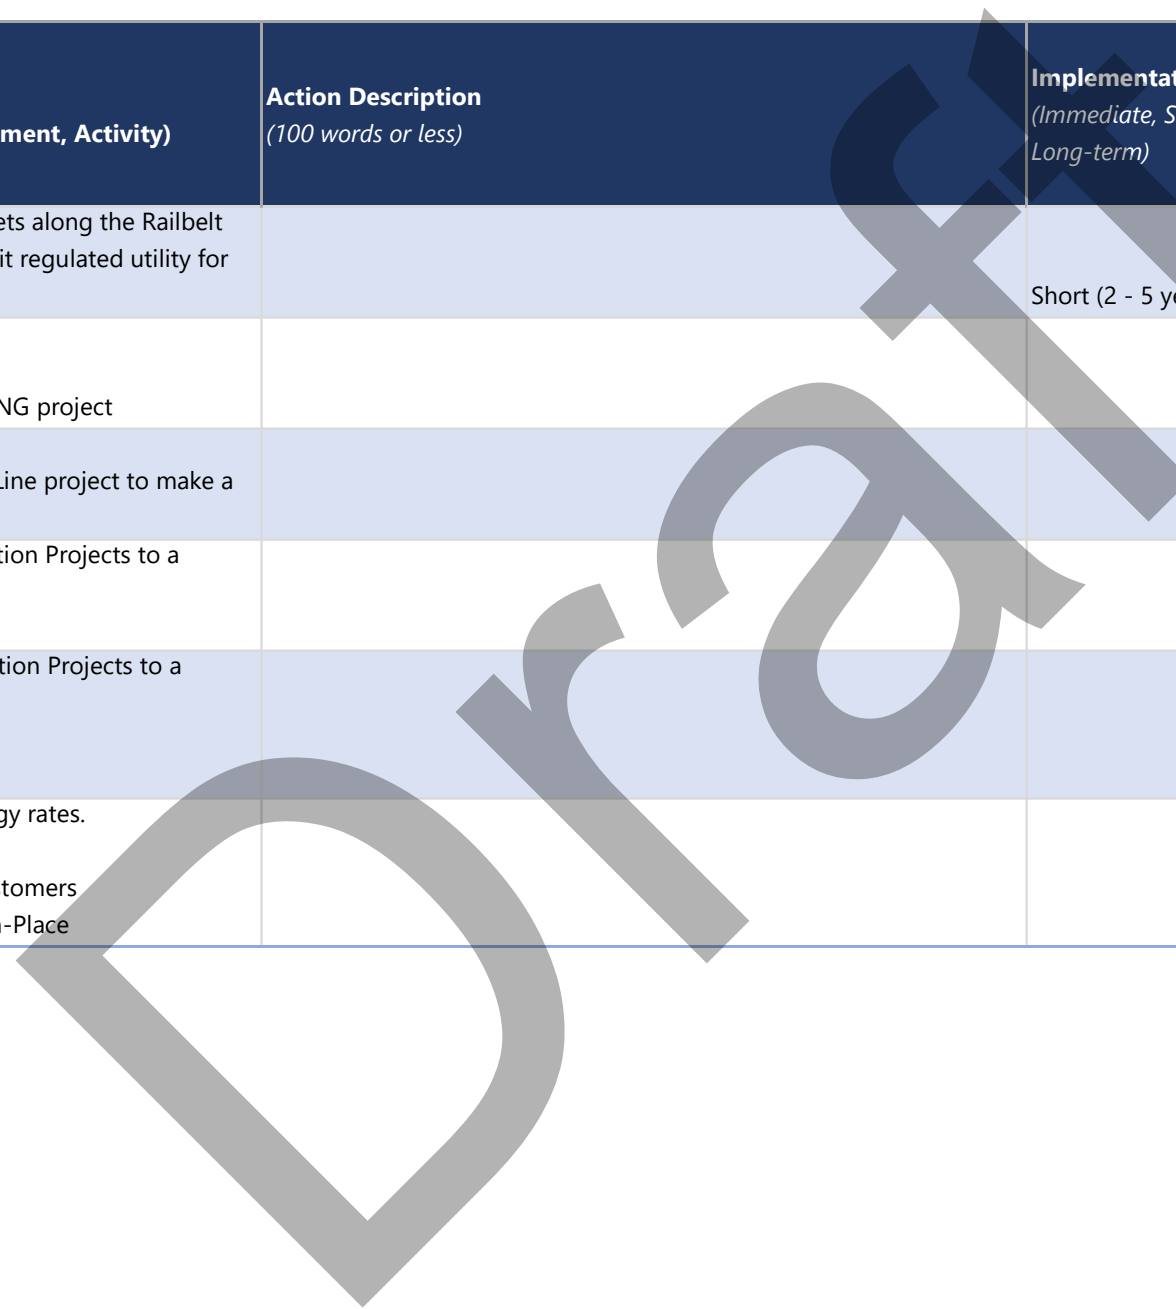 ment, Activity)
Action Description
(100 words or less)
Implementat
(Immediate, S
Long-term)
ets along the Railbelt
it regulated utility for
Short (2 - 5 ye
NG project
Line project to make a
tion Projects to a
tion Projects to a
gy rates.
stomers
n-Place
Draft